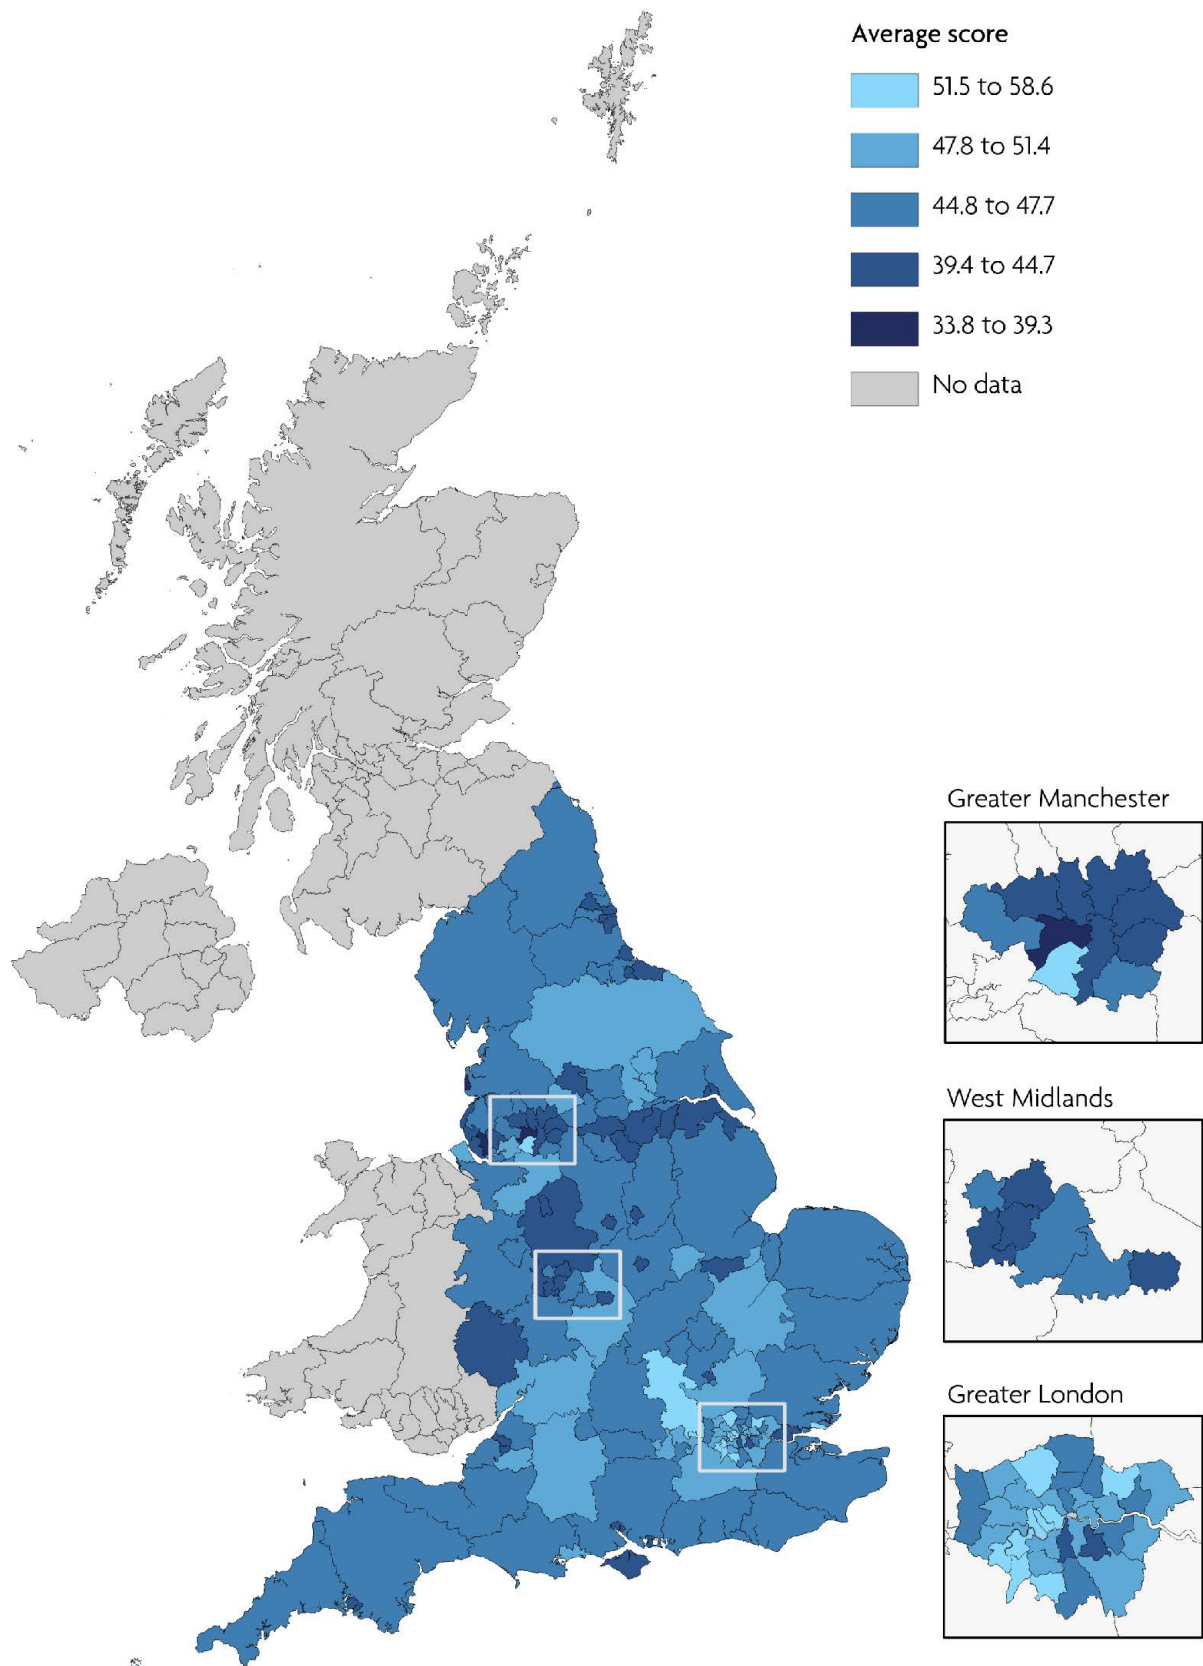 Average score
51.5 to 58.6
47.8 to 51.4
44.8 to 47.7
39.4 to 44.7
33.8 to 39.3
No data
Greater Manchester
West Midlands
Greater London